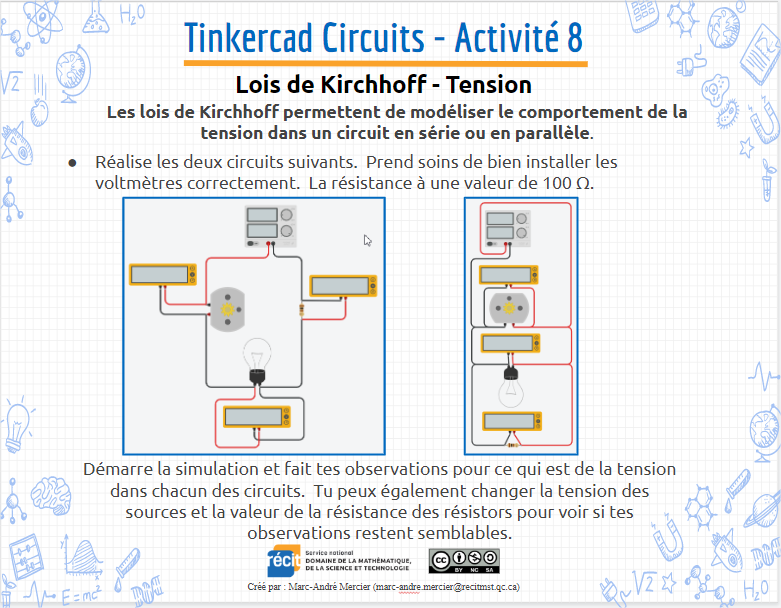 Tinkercad Circuits - Activité 8
Lois de Kirchhoff - Tension
Les lois de Kirchhoff permettent de modéliser le comportement de la
tension dans un circuit en série ou en parallèle.
● Réalise les deux circuits suivants.  Prend soins de bien installer les
voltmètres correctement.  La résistance à une valeur de 100 Ω.
Démarre la simulation et fait tes observations pour ce qui est de la tension
dans chacun des circuits.  Tu peux également changer la tension des
sources et la valeur de la résistance des résistors pour voir si tes
observations restent semblables.
récit
Service national
DOMAINE DE LA MATHÉMATIQUE,
DE LA SCIENCE ET TECHNOLOGIE
cc
BY NC SA
Créé par : Marc-André Mercier (marc-andre.mercier@recitmst.qc.ca)
H₂O
√2
E=mc²
H₂O
√2